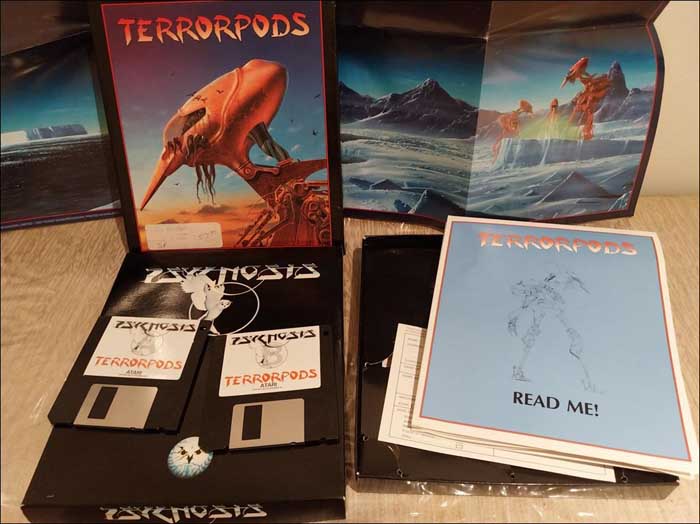 TERRORPODS
PSYGNOSIS
PSYGNOSIS
A
TERRORPODS
ATARI
PSYGNOSIS
B
TERRORPODS
ATARI
PSYGNOSIS
TERRORPODS
READ ME!